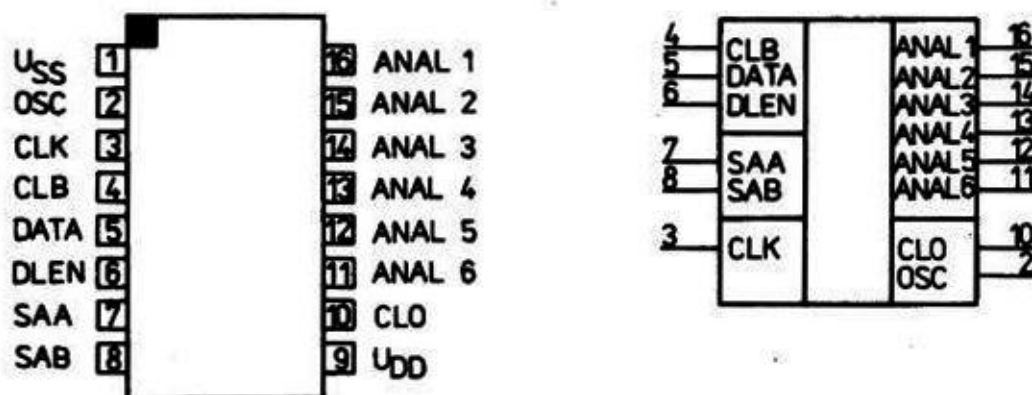 U_SS 1 16 ANAL 1
OSC 2 15 ANAL 2
CLK 3 14 ANAL 3
CLB 4 13 ANAL 4
DATA 5 12 ANAL 5
DLEN 6 11 ANAL 6
SAA 7 10 CLO
SAB 8 9 U_DD
4 CLB ANAL1 16
5 DATA ANAL2 15
6 DLEN ANAL3 14
ANAL4 13
7 SAA ANAL5 12
8 SAB ANAL6 11
3 CLK CLO 10
OSC 2